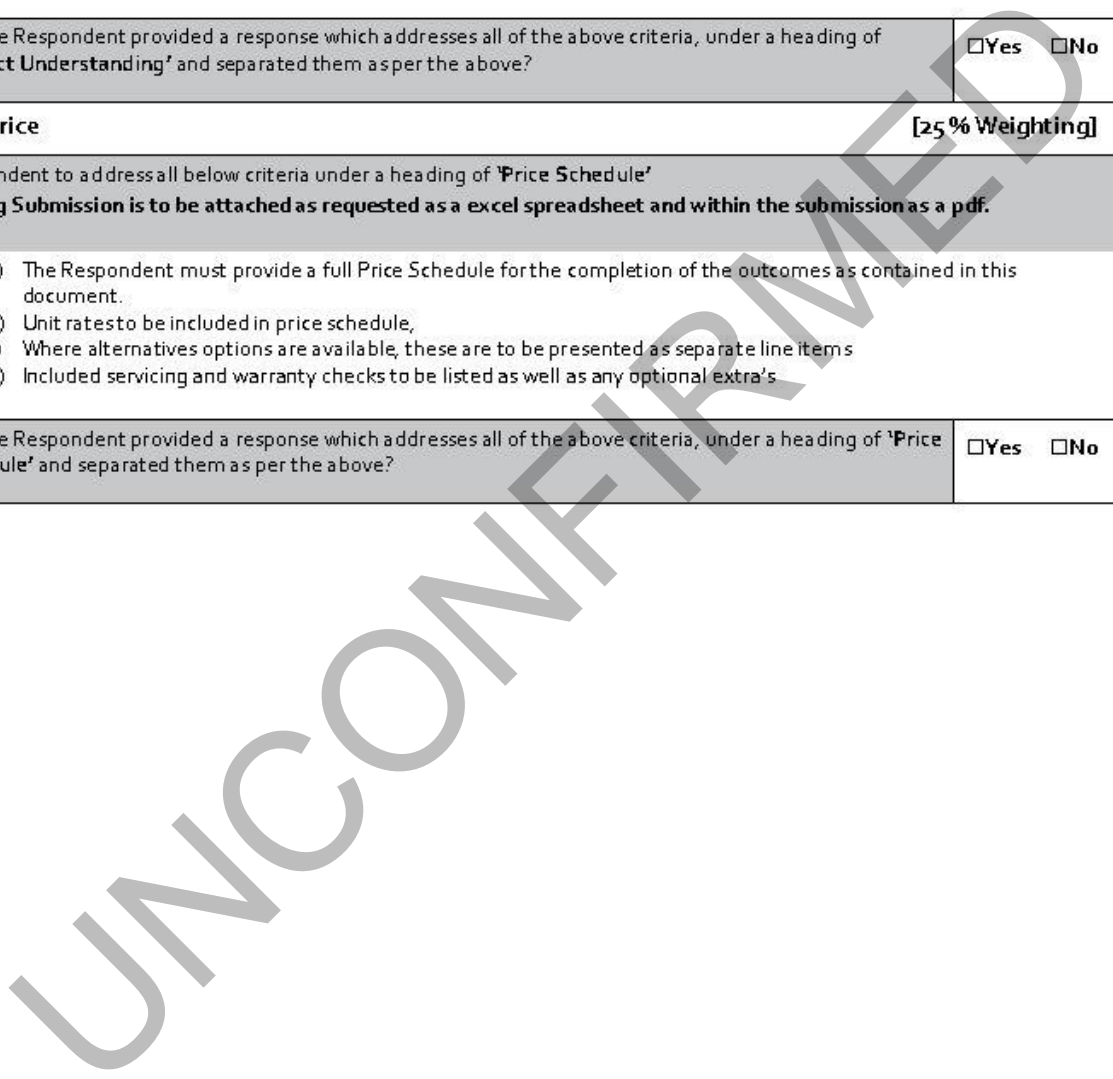 e Respondent provided a response which addresses all of the above criteria, under a heading of
ct Understanding' and separated them as per the above?
☐Yes ☐No
rice [25% Weighting]
ndent to address all below criteria under a heading of 'Price Schedule'
g Submission is to be attached as requested as a excel spreadsheet and within the submission as a pdf.
) The Respondent must provide a full Price Schedule for the completion of the outcomes as contained in this
document.
) Unit rates to be included in price schedule,
) Where alternatives options are available, these are to be presented as separate line items
) Included servicing and warranty checks to be listed as well as any optional extra's
e Respondent provided a response which addresses all of the above criteria, under a heading of 'Price
ule' and separated them as per the above?
☐Yes ☐No
UNCONFIRMED